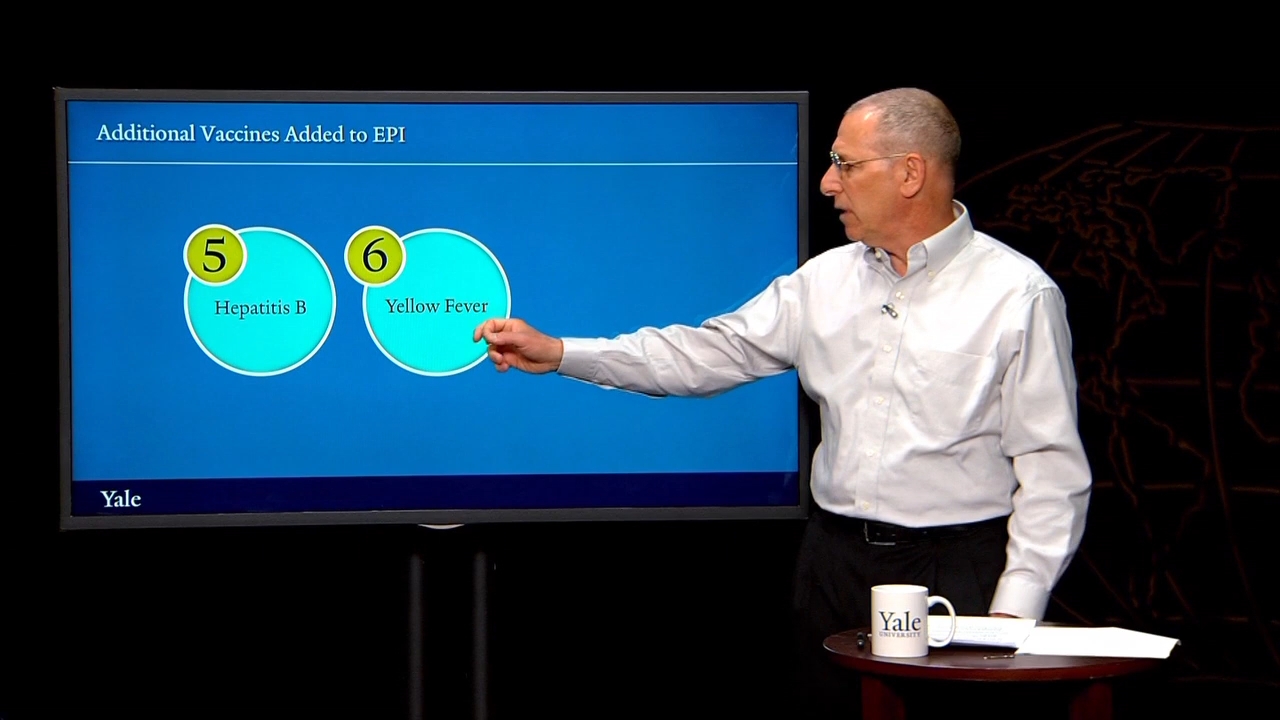 Additional Vaccines Added to EPI
5
Hepatitis B
6
Yellow Fever
Yale
Yale
UNIVERSITY